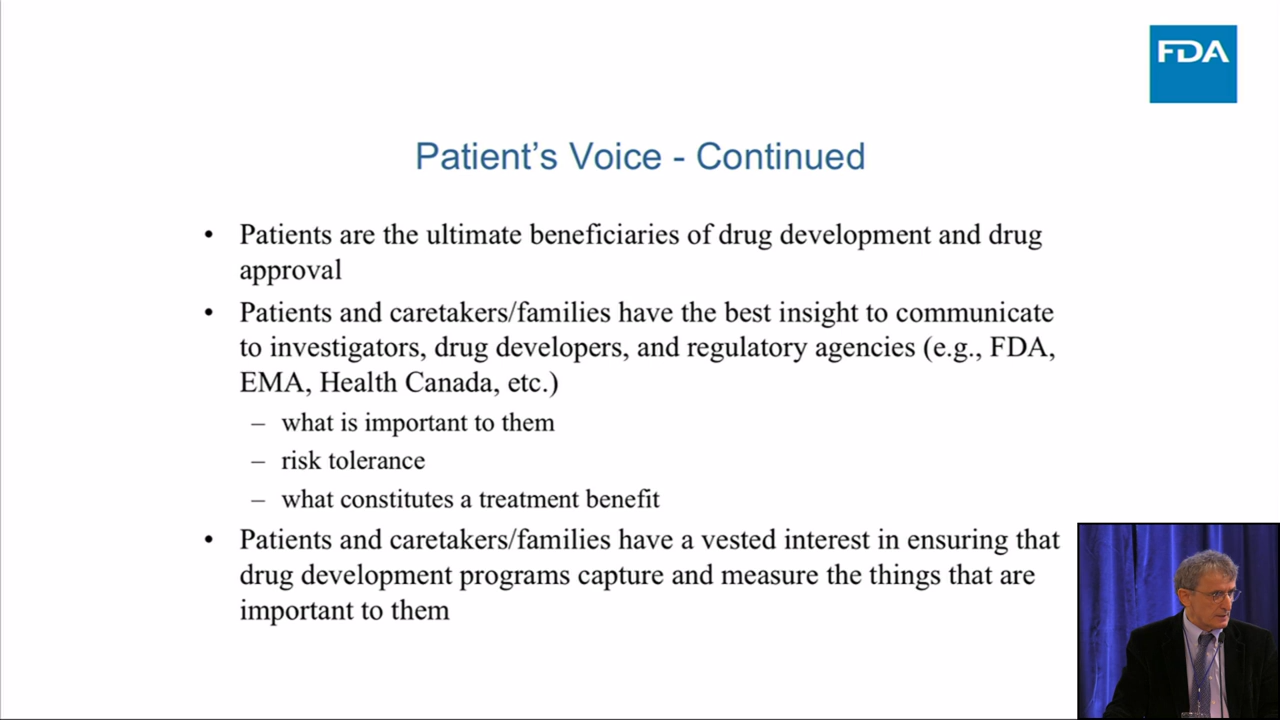 FDA
Patient’s Voice - Continued
• Patients are the ultimate beneficiaries of drug development and drug
approval
• Patients and caretakers/families have the best insight to communicate
to investigators, drug developers, and regulatory agencies (e.g., FDA,
EMA, Health Canada, etc.)
– what is important to them
– risk tolerance
– what constitutes a treatment benefit
• Patients and caretakers/families have a vested interest in ensuring that
drug development programs capture and measure the things that are
important to them